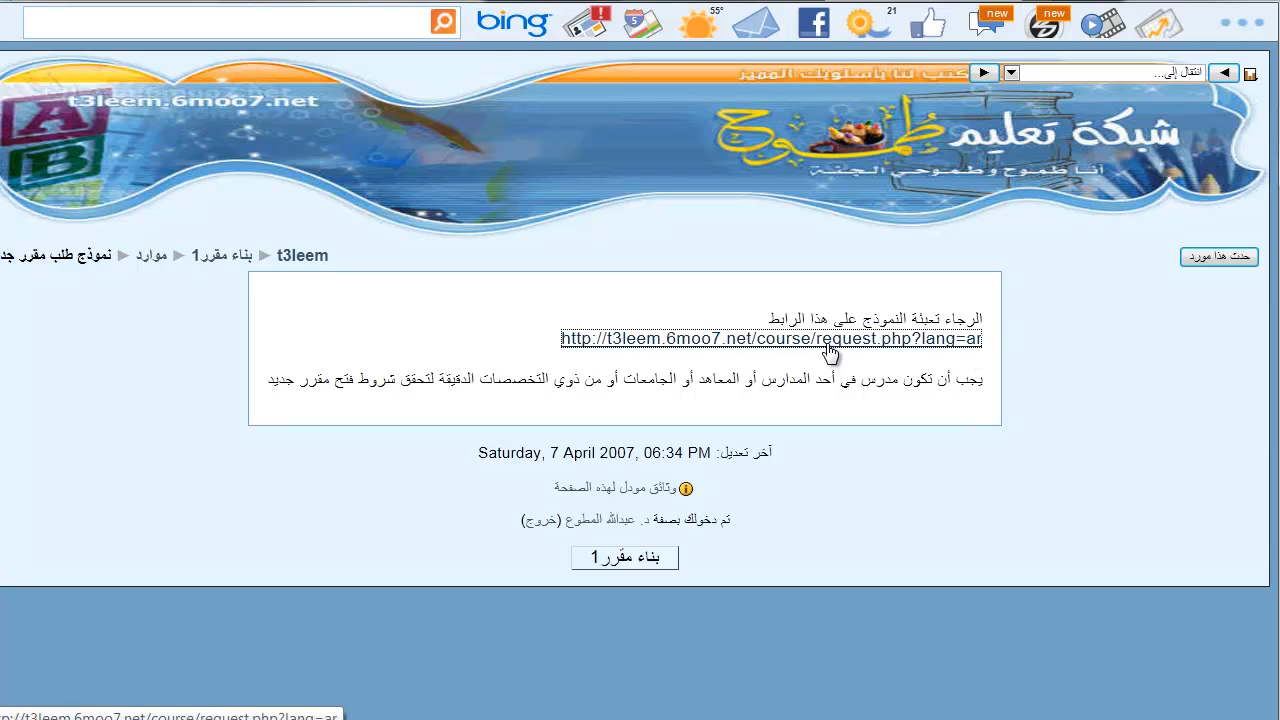 bing
55°
21
new
new
انتقال إلى...
كتب لنا بأسلوبك المميز
t3leem.6moo7.net
شبكة تعليم طموح
أنا طموح وطموحي الجنة
A
B
t3leem ► بناء مقرر1 ► موارد ► نموذج طلب مقرر جد
حدث هذا مورد
الرجاء تعبئة النموذج على هذا الرابط
http://t3leem.6moo7.net/course/request.php?lang=ar
يجب أن تكون مدرس في أحد المدارس أو المعاهد أو الجامعات أو من ذوي التخصصات الدقيقة لتحقق شروط فتح مقرر جديد
آخر تعديل: Saturday, 7 April 2007, 06:34 PM
وثائق مودل لهذه الصفحة
تم دخولك بصفة د. عبدالله المطوع (خروج)
بناء مقرر1
p://t3leem.6moo7.net/course/request.php?lang=ar